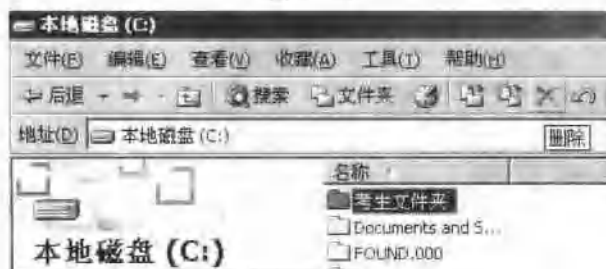 本地磁盘 (C:)
文件(E) 编辑(E) 查看(V) 收藏(A) 工具(T) 帮助(H)
后退 搜索 文件夹
地址(D) 本地磁盘 (C:) 删除
名称
考生文件夹
Documents and S...
本地磁盘 (C:)
FOUND.000